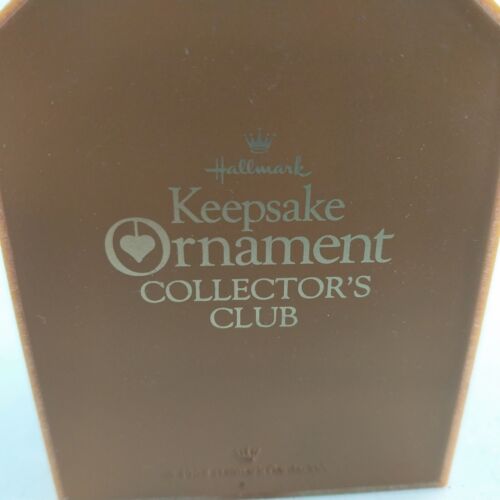 Hallmark
Keepsake
Ornament
COLLECTOR'S
CLUB